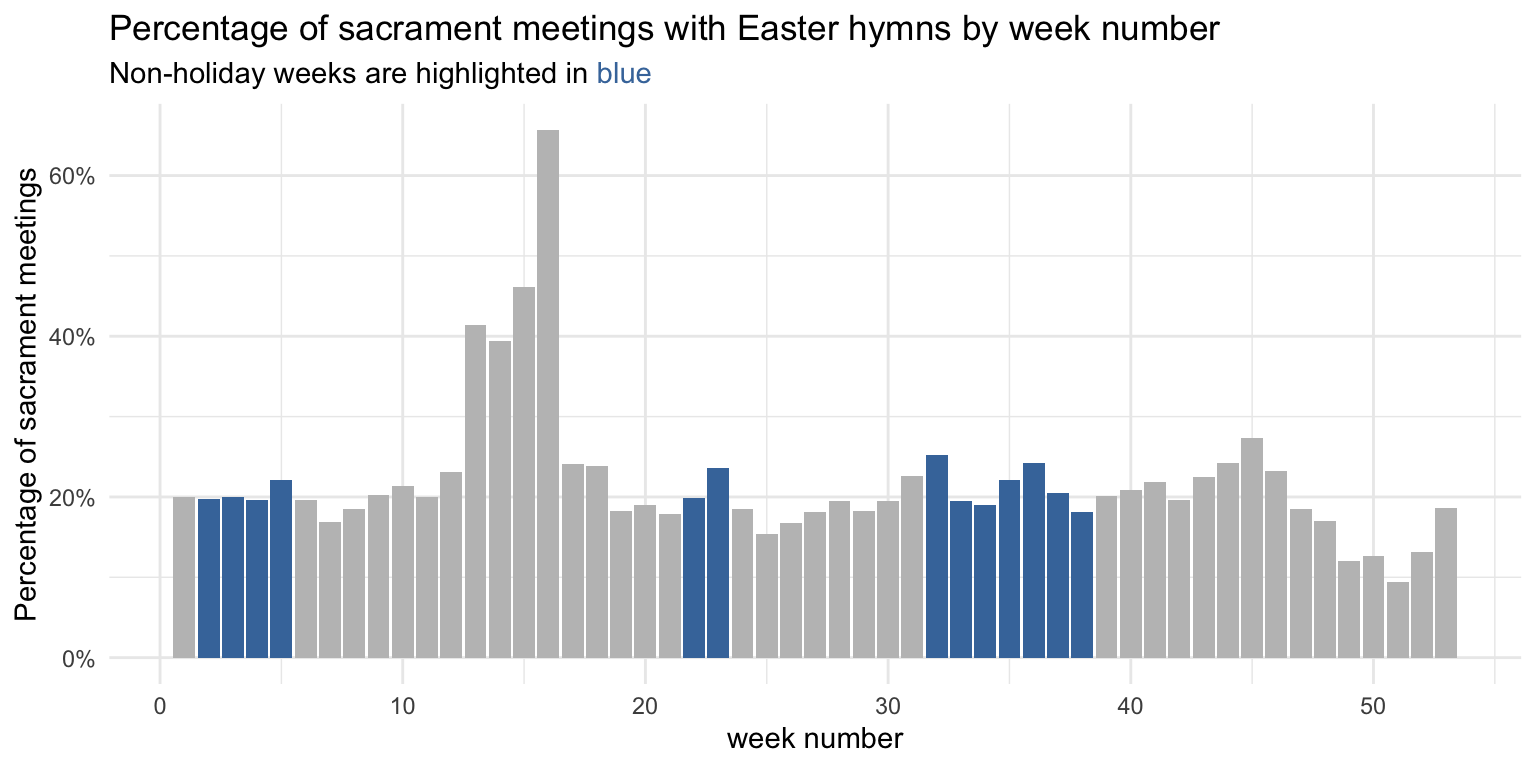 Percentage of sacrament meetings with Easter hymns by week number
Non-holiday weeks are highlighted in blue
Percentage of sacrament meetings
60%
40%
20%
0%
0 10 20 30 40 50
week number